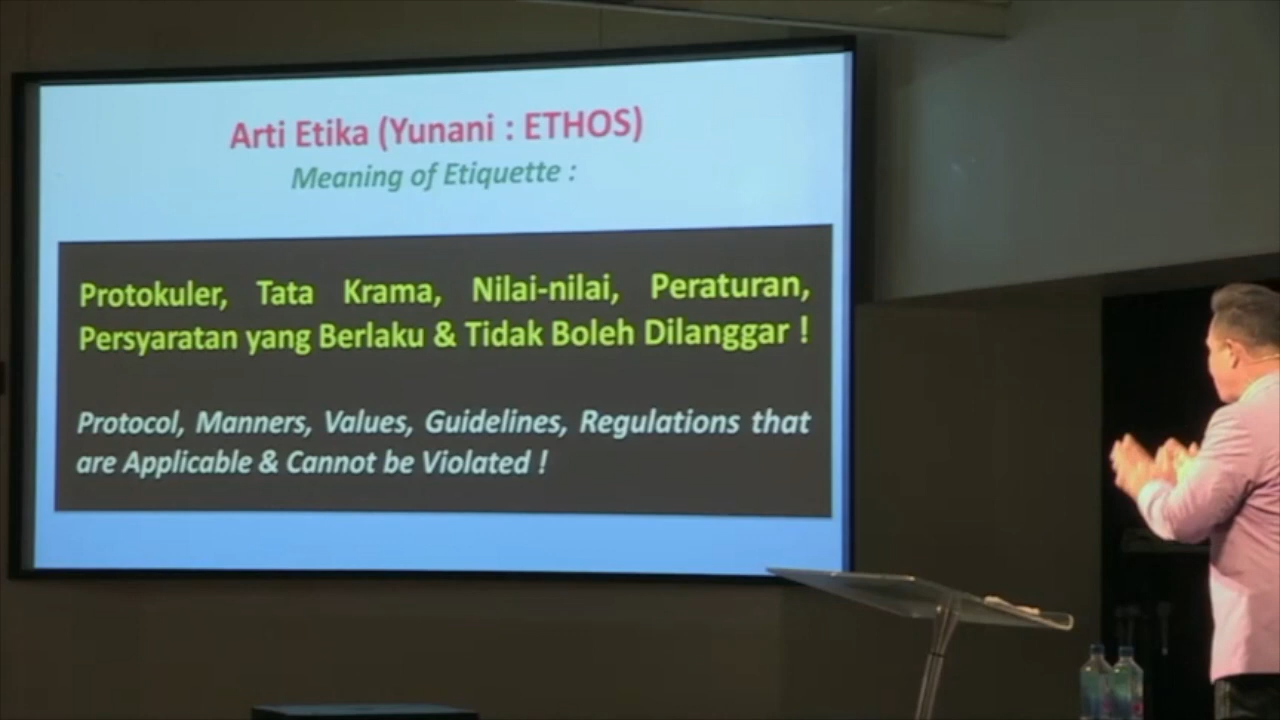 Arti Etika (Yunani : ETHOS)
Meaning of Etiquette :
Protokuler, Tata Krama, Nilai-nilai, Peraturan,
Persyaratan yang Berlaku & Tidak Boleh Dilanggar !
Protocol, Manners, Values, Guidelines, Regulations that
are Applicable & Cannot be Violated !